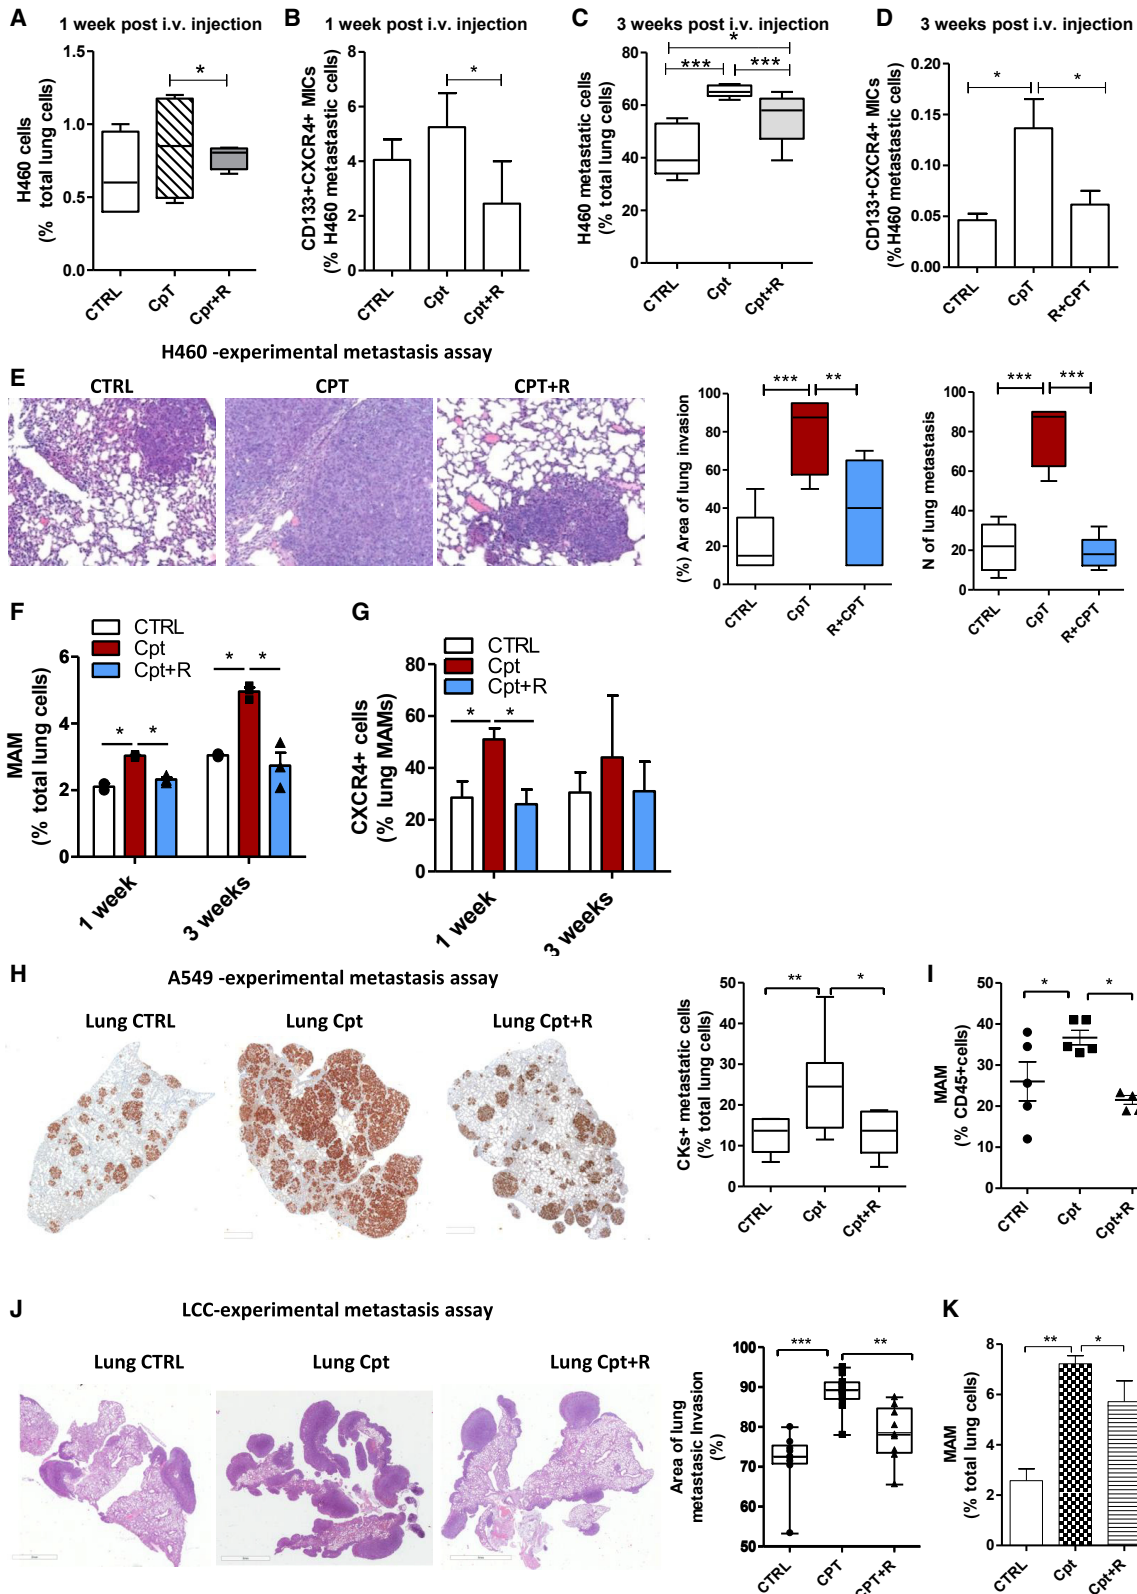 A 1 week post i.v. injection
H460 cells
(% total lung cells)
1.5
1.0
0.5
0.0
*
CTRL
CpT
Cpr+R
B 1 week post i.v. injection
CD133+CXCR4+ MICs
(% H460 metastatic cells)
8
6
4
2
0
*
CTRL
Cpt
Cpt+R
C 3 weeks post i.v. injection
H460 metastatic cells
(% total lung cells)
80
60
40
20
0
*
*** ***
CTRL
Cpt
Cpt+R
D 3 weeks post i.v. injection
CD133+CXCR4+ MICs
(% H460 metastatic cells)
0.20
0.15
0.10
0.05
0.00
* *
CTRL
CpT
R+CPT
H460 -experimental metastasis assay
E
CTRL CPT CPT+R
(%) Area of lung invasion
100
80
60
40
20
0
*** **
CTRL
CpT
R+CPT
N of lung metastasis
100
80
60
40
20
0
*** ***
CTRL
CpT
R+CPT
F
CTRL
Cpt
Cpt+R
MAM
(% total lung cells)
6
4
2
0
* *
* *
1 week
3 weeks
G
CTRL
Cpt
Cpt+R
CXCR4+ cells
(% lung MAMs)
80
60
40
20
0
* *
1 week
3 weeks
H
A549 -experimental metastasis assay
Lung CTRL Lung Cpt Lung Cpt+R
CKs+ metastatic cells
(% total lung cells)
50
40
30
20
10
0
** *
CTRL
Cpt
Cpt+R
I
MAM
(% CD45+cells)
50
40
30
20
10
0
* *
CTRl
Cpt
Cpt+R
J
LCC-experimental metastasis assay
Lung CTRL Lung Cpt Lung Cpt+R
Area of lung
metastasic Invasion
(%)
100
90
80
70
60
50
*** **
CTRL
CPT
CPT+R
K
MAM
(% total lung cells)
8
6
4
2
0
** *
CTRL
Cpt
Cpt+R